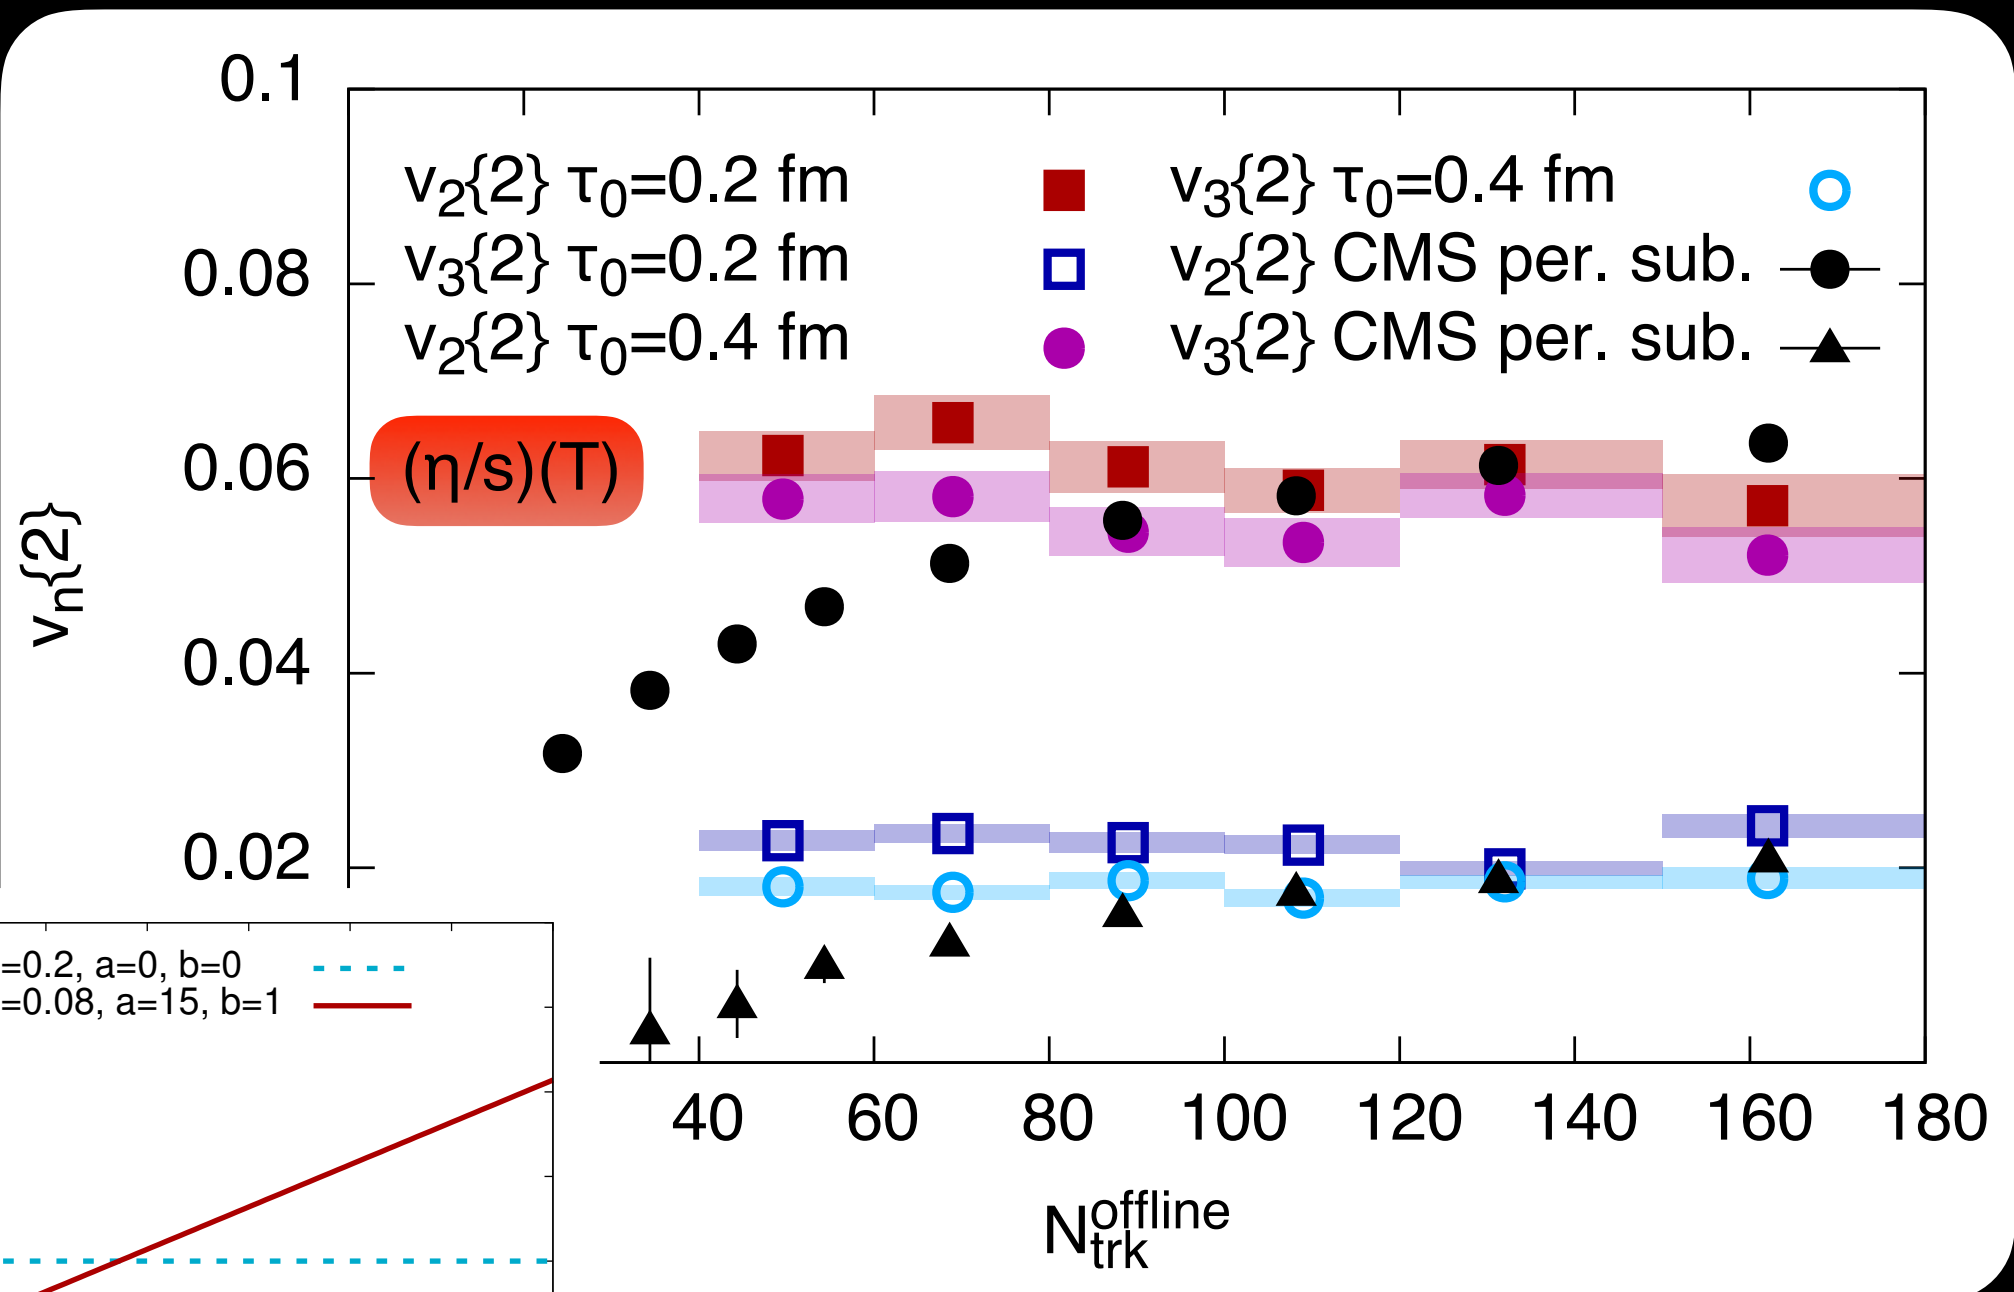 0.1
0.08
0.06
0.04
0.02
vₙ{2}
v₂{2} τ₀=0.2 fm
v₃{2} τ₀=0.2 fm
v₂{2} τ₀=0.4 fm
v₃{2} τ₀=0.4 fm
v₂{2} CMS per. sub.
v₃{2} CMS per. sub.
(η/s)(T)
=0.2, a=0, b=0
=0.08, a=15, b=1
40 60 80 100 120 140 160 180
N_trk^offline